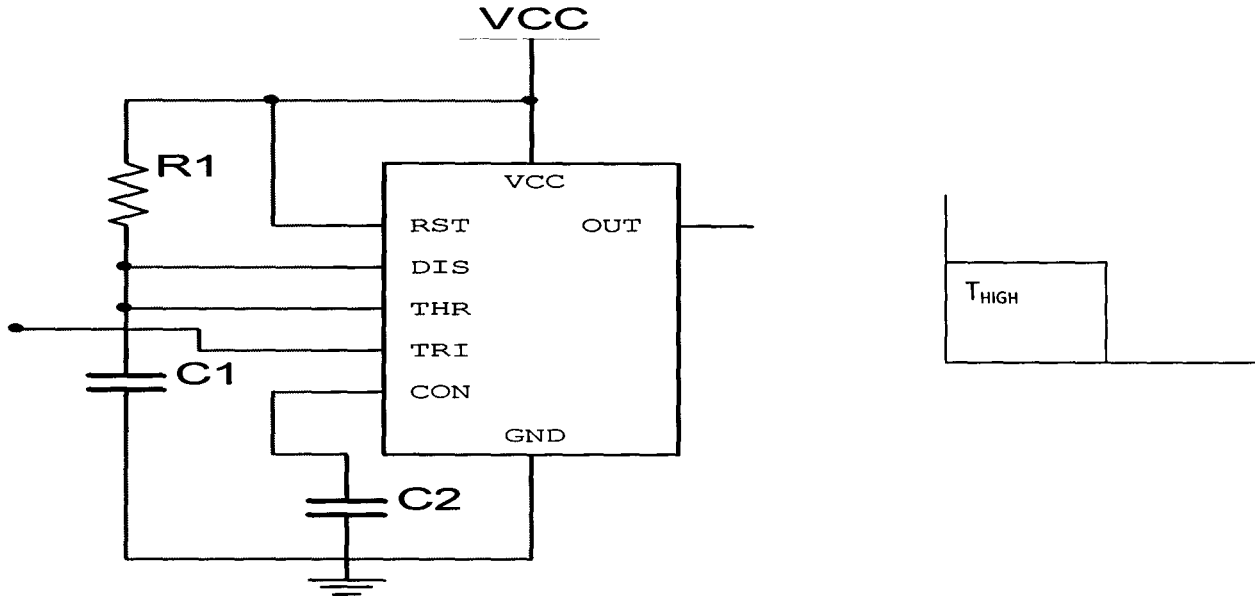 VCC
R1
VCC
RST
OUT
DIS
THR
TRI
C1
CON
GND
C2
THIGH